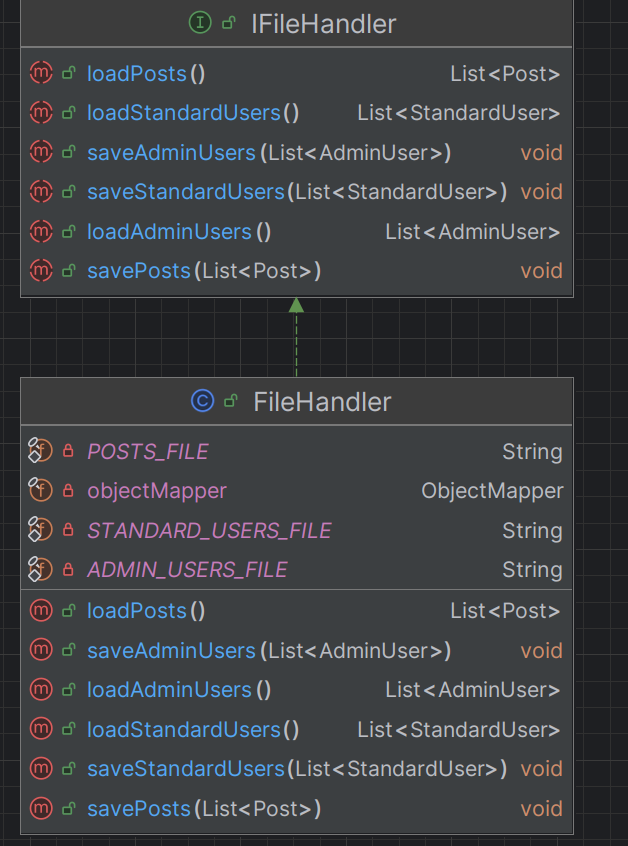 I IFileHandler
m loadPosts() List<Post>
m loadStandardUsers() List<StandardUser>
m saveAdminUsers(List<AdminUser>) void
m saveStandardUsers(List<StandardUser>) void
m loadAdminUsers() List<AdminUser>
m savePosts(List<Post>) void
C FileHandler
f POSTS_FILE String
f objectMapper ObjectMapper
f STANDARD_USERS_FILE String
f ADMIN_USERS_FILE String
m loadPosts() List<Post>
m saveAdminUsers(List<AdminUser>) void
m loadAdminUsers() List<AdminUser>
m loadStandardUsers() List<StandardUser>
m saveStandardUsers(List<StandardUser>) void
m savePosts(List<Post>) void